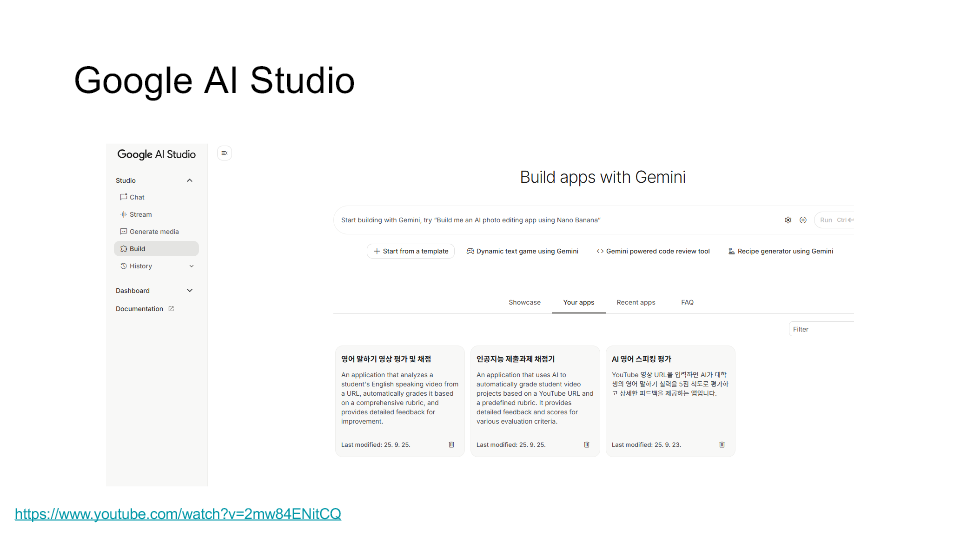 Google AI Studio
Google AI Studio
Studio
Chat
Stream
Generate media
Build
History
Dashboard
Documentation
Build apps with Gemini
Start building with Gemini, try "Build me an AI photo editing app using Nano Banana"
Run Ctrl
Start from a template
Dynamic text game using Gemini
Gemini powered code review tool
Recipe generator using Gemini
Showcase
Your apps
Recent apps
FAQ
Filter
영어 말하기 영상 평가 및 채점
An application that analyzes a
student's English speaking video from
a URL, automatically grades it based
on a comprehensive rubric, and
provides detailed feedback for
improvement.
Last modified: 25. 9. 25.
인공지능 제출과제 채점기
An application that uses AI to
automatically grade student video
projects based on a YouTube URL and
a predefined rubric. It provides
detailed feedback and scores for
various evaluation criteria.
Last modified: 25. 9. 25.
AI 영어 스피킹 평가
YouTube 영상 URL을 입력하면 AI가 대학
생의 영어 말하기 실력을 5점 척도로 평가하
고 상세한 피드백을 제공하는 앱입니다.
Last modified: 25. 9. 23.
https://www.youtube.com/watch?v=2mw84ENitCQ